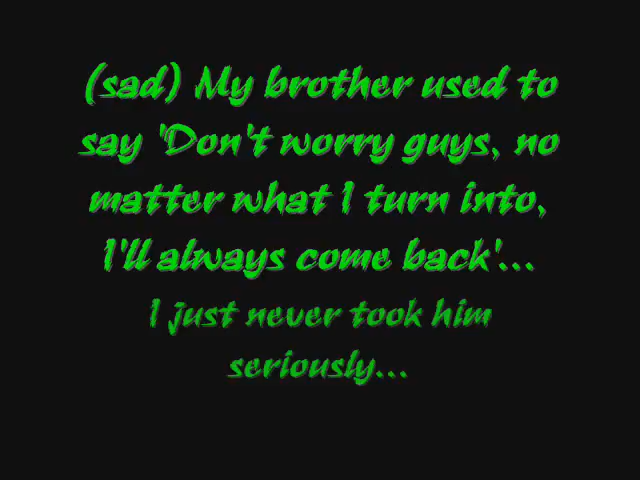 (sad) My brother used to
say 'Don't worry guys, no
matter what I turn into,
I'll always come back'...
I just never took him
seriously...